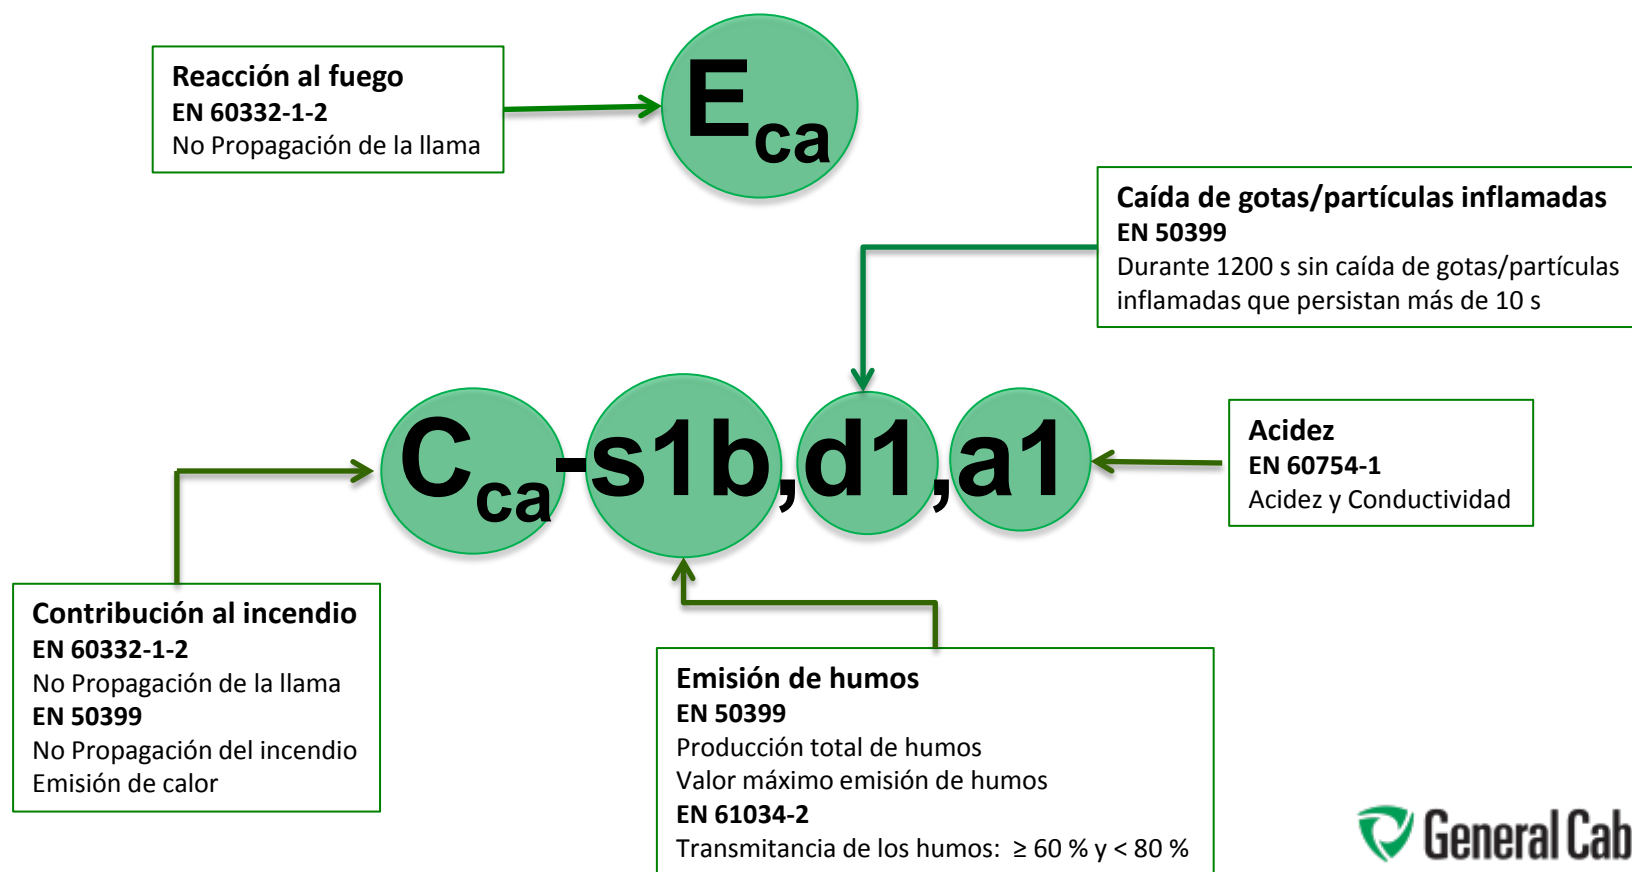 Reacción al fuego
EN 60332-1-2
No Propagación de la llama
Eca
Caída de gotas/partículas inflamadas
EN 50399
Durante 1200 s sin caída de gotas/partículas
inflamadas que persistan más de 10 s
Cca-s1b,d1,a1
Acidez
EN 60754-1
Acidez y Conductividad
Contribución al incendio
EN 60332-1-2
No Propagación de la llama
EN 50399
No Propagación del incendio
Emisión de calor
Emisión de humos
EN 50399
Producción total de humos
Valor máximo emisión de humos
EN 61034-2
Transmitancia de los humos: ≥ 60 % y < 80 %
General Cab